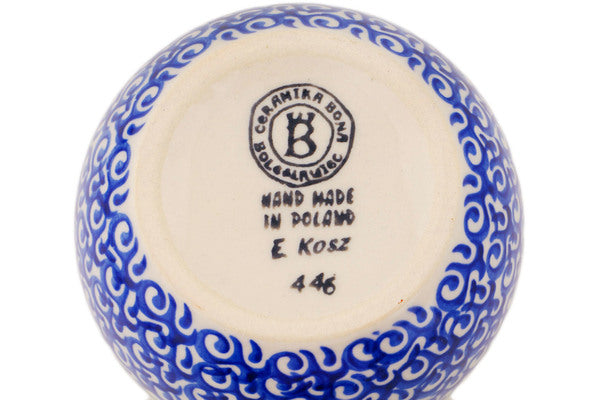 CERAMIKA BONA
BOLESŁAWIEC
B
HAND MADE
IN POLAND
E. KOSZ
446